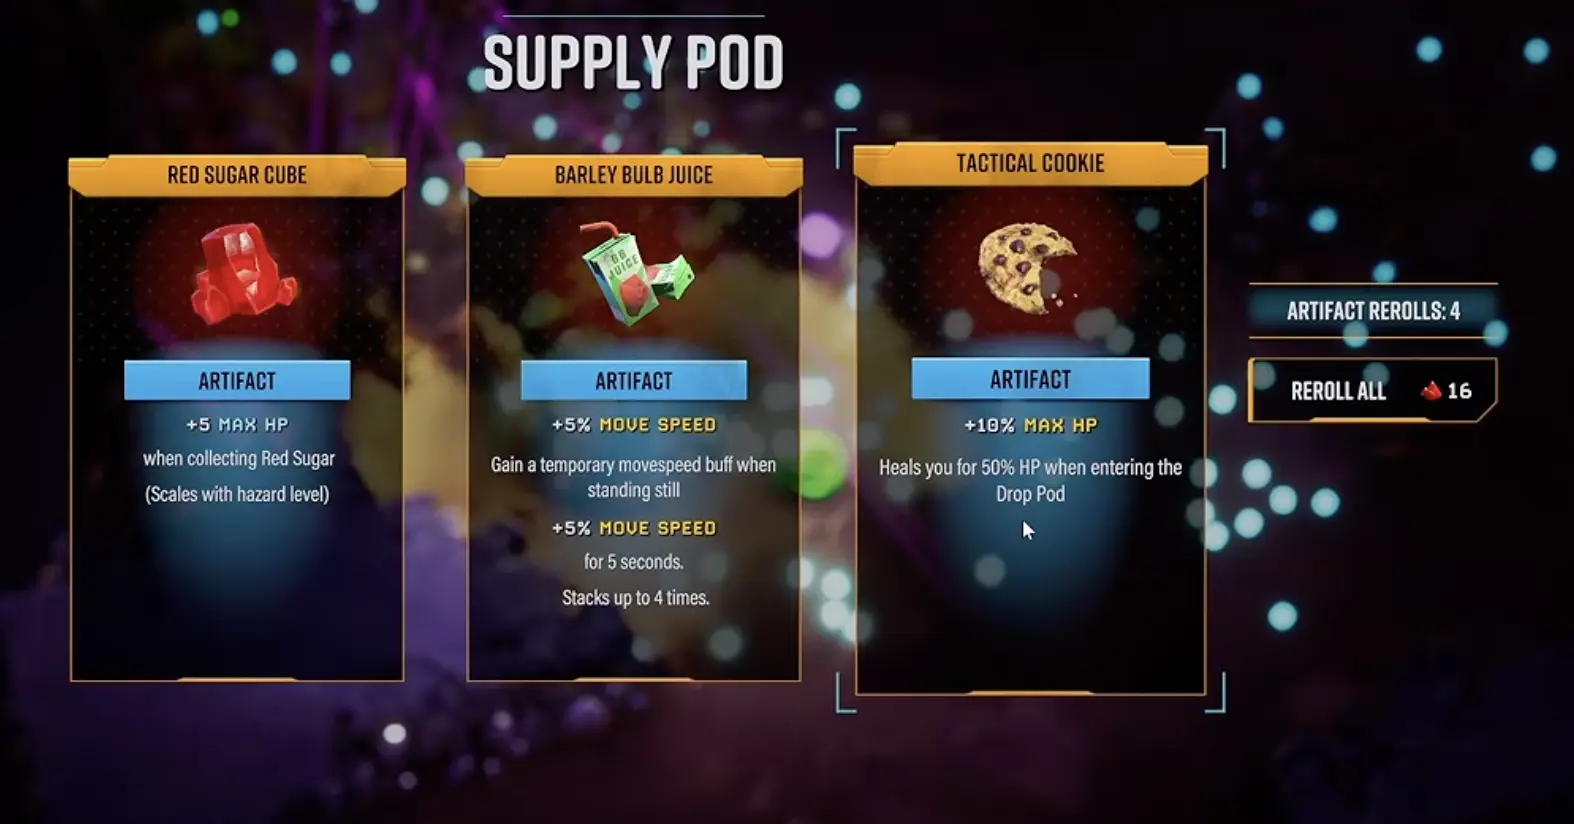 SUPPLY POD
RED SUGAR CUBE
ARTIFACT
+5 MAX HP
when collecting Red Sugar
(Scales with hazard level)
BARLEY BULB JUICE
BB
JUICE
ARTIFACT
+5% MOVE SPEED
Gain a temporary movespeed buff when
standing still
+5% MOVE SPEED
for 5 seconds.
Stacks up to 4 times.
TACTICAL COOKIE
ARTIFACT
+10% MAX HP
Heals you for 50% HP when entering the
Drop Pod
ARTIFACT REROLLS: 4
REROLL ALL 16